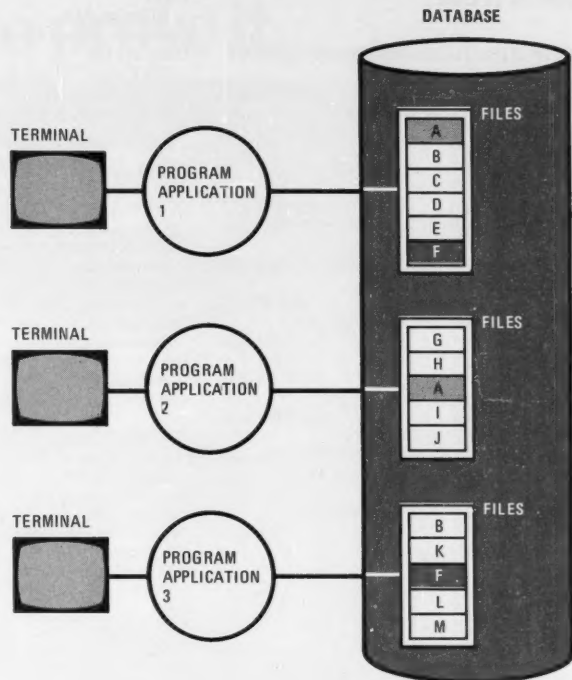 DATABASE
FILES
TERMINAL
PROGRAM
APPLICATION
1
A
B
C
D
E
F
FILES
TERMINAL
PROGRAM
APPLICATION
2
G
H
A
I
J
FILES
TERMINAL
PROGRAM
APPLICATION
3
B
K
F
L
M